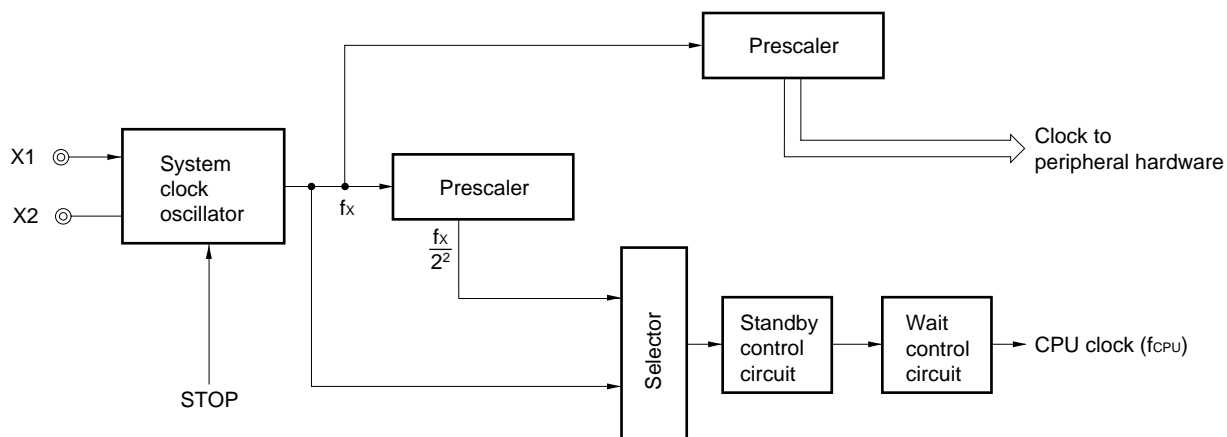 Prescaler
Clock to
peripheral hardware
X1
X2
System
clock
oscillator
fX
Prescaler
fX
2²
Selector
Standby
control
circuit
Wait
control
circuit
CPU clock (fCPU)
STOP